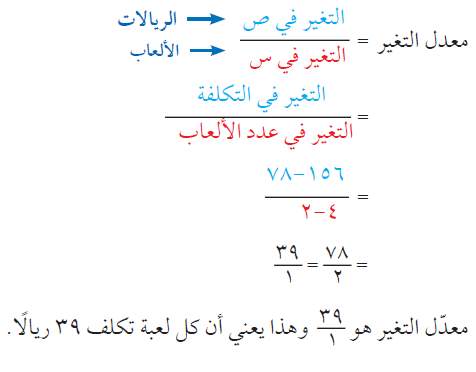 معدل التغير = التغير في ص / التغير في س
الريالات
الألعاب
= التغير في التكلفة / التغير في عدد الألعاب
= ١٥٦−٧٨ / ٤−٢
= ٧٨ / ٢ = ٣٩ / ١
معدّل التغير هو ٣٩ / ١ وهذا يعني أن كل لعبة تكلف ٣٩ ريالًا.